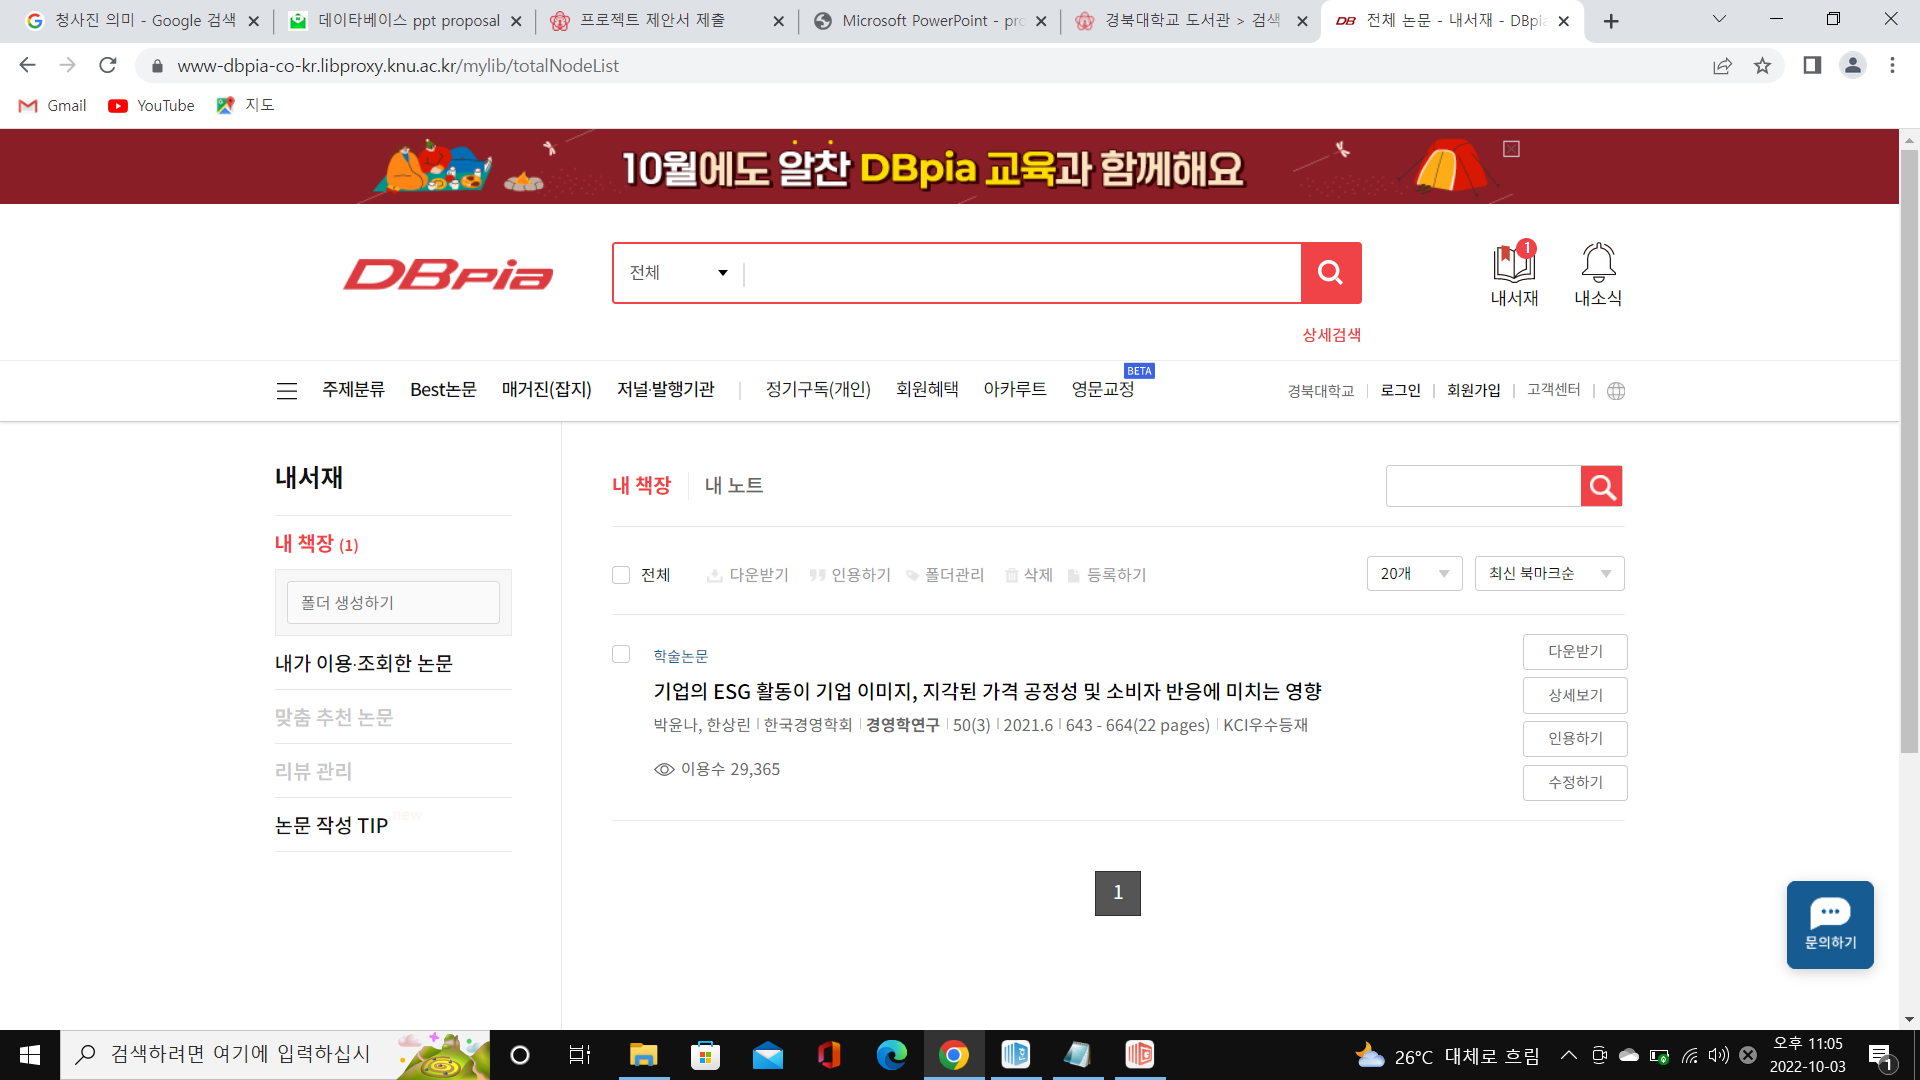 청사진 의미 - Google 검색
데이타베이스 ppt proposal
프로젝트 제안서 제출
Microsoft PowerPoint - pro
경북대학교 도서관 > 검색
DB 전체 논문 - 내서재 - DBpia
www-dbpia-co-kr.libproxy.knu.ac.kr/mylib/totalNodeList
Gmail YouTube 지도
10월에도 알찬 DBpia 교육과 함께해요
DBpia
전체
1
내서재 내소식
상세검색
BETA
주제분류 Best논문 매거진(잡지) 저널·발행기관 | 정기구독(개인) 회원혜택 아카루트 영문교정 경북대학교 | 로그인 | 회원가입 | 고객센터 |
내서재
내 책장 (1)
폴더 생성하기
내가 이용·조회한 논문
맞춤 추천 논문
리뷰 관리
논문 작성 TIP new
내 책장 내 노트
전체 다운받기 인용하기 폴더관리 삭제 등록하기 20개 최신 북마크순
학술논문
기업의 ESG 활동이 기업 이미지, 지각된 가격 공정성 및 소비자 반응에 미치는 영향
박윤나, 한상린 | 한국경영학회 | 경영학연구 | 50(3) | 2021.6 | 643 - 664(22 pages) | KCI우수등재
이용수 29,365
다운받기
상세보기
인용하기
수정하기
1
문의하기
검색하려면 여기에 입력하십시
26°C 대체로 흐림
오후 11:05
2022-10-03
1